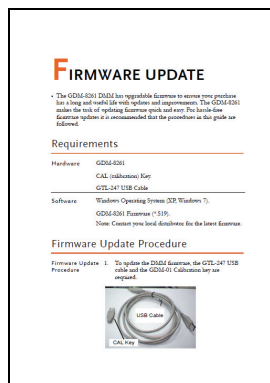 FIRMWARE UPDATE
• The GDM-8261 DMM has upgradable firmware to ensure your purchase
has a long and useful life with updates and improvements. The GDM-8261
makes the task of updating firmware quick and easy. For hassle-free
firmware updates it is recommended that the procedures in this guide are
followed.
Requirements
Hardware GDM-8261
CAL (calibration) Key
GTL-247 USB Cable
Software Windows Operating System (XP, Windows 7).
GDM-8261 Firmware (*.S19).
Note: Contact your local distributor for the latest firmware.
Firmware Update Procedure
Firmware Update 1. To update the DMM firmware, the GTL-247 USB
Procedure cable and the GDM-01 Calibration key are
required.
USB Cable
CAL Key